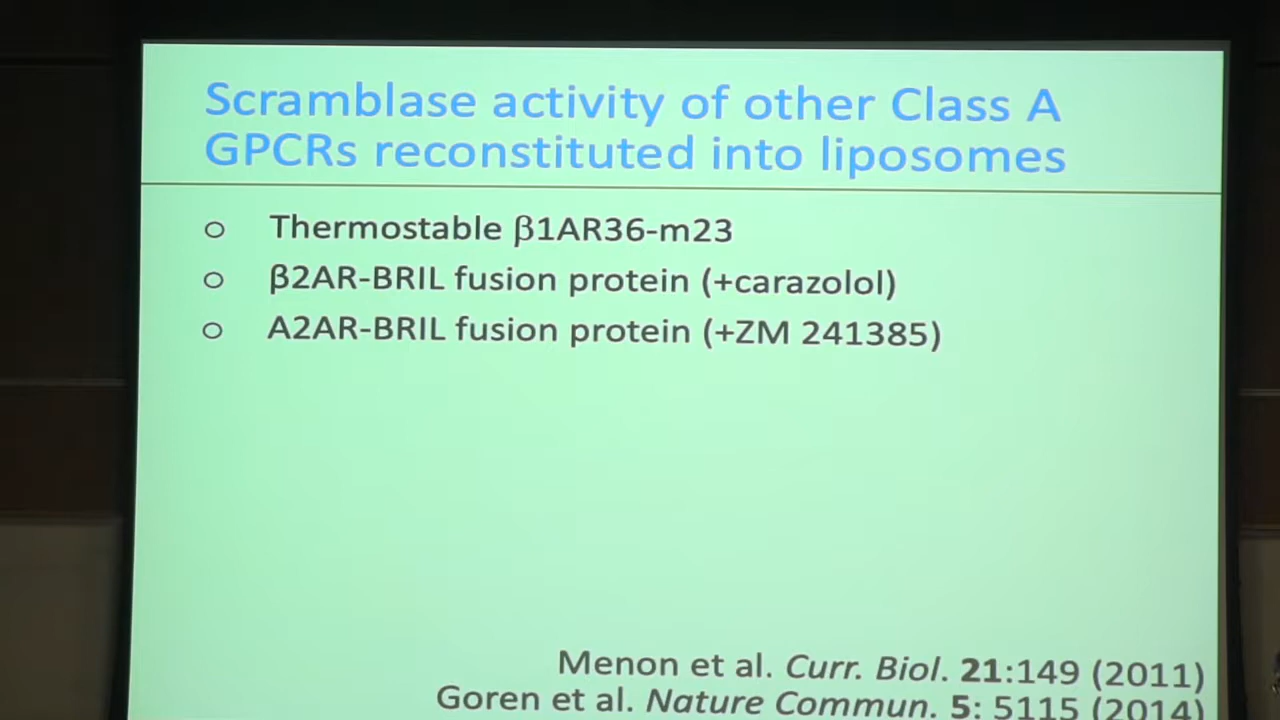 Scramblase activity of other Class A
GPCRs reconstituted into liposomes
○ Thermostable β1AR36-m23
○ β2AR-BRIL fusion protein (+carazolol)
○ A2AR-BRIL fusion protein (+ZM 241385)
Menon et al. Curr. Biol. 21:149 (2011)
Goren et al. Nature Commun. 5: 5115 (2014)